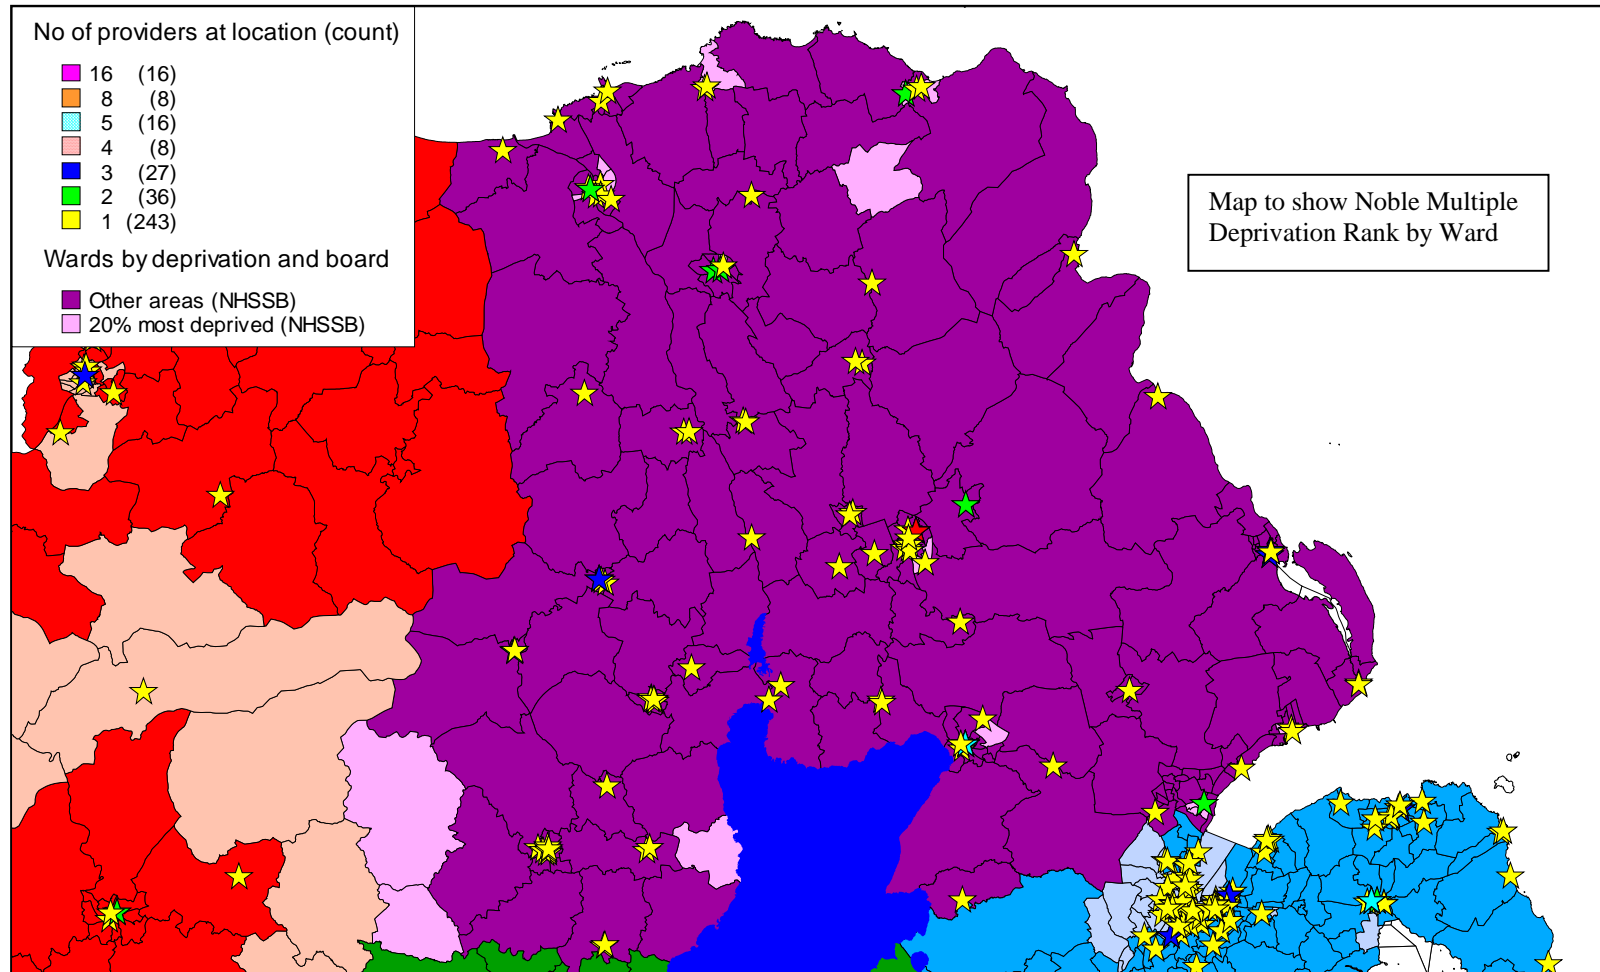 No of providers at location (count)
16 (16)
8 (8)
5 (16)
4 (8)
3 (27)
2 (36)
1 (243)
Wards by deprivation and board
Other areas (NHSSB)
20% most deprived (NHSSB)
Map to show Noble Multiple
Deprivation Rank by Ward